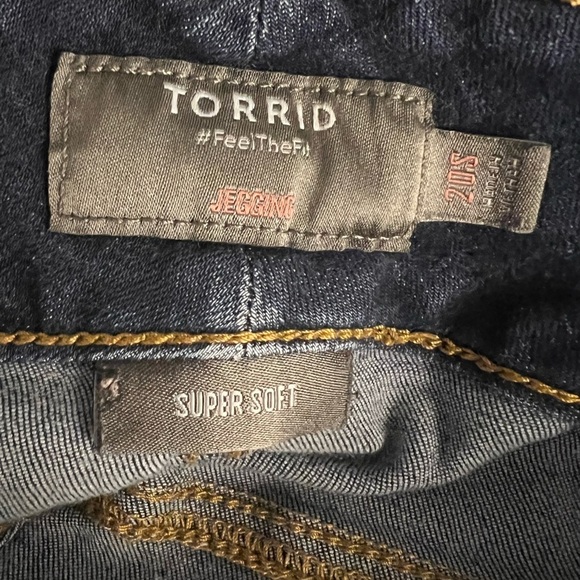 TORRID
#FeelTheFit
JEGGING
20S
SUPER SOFT